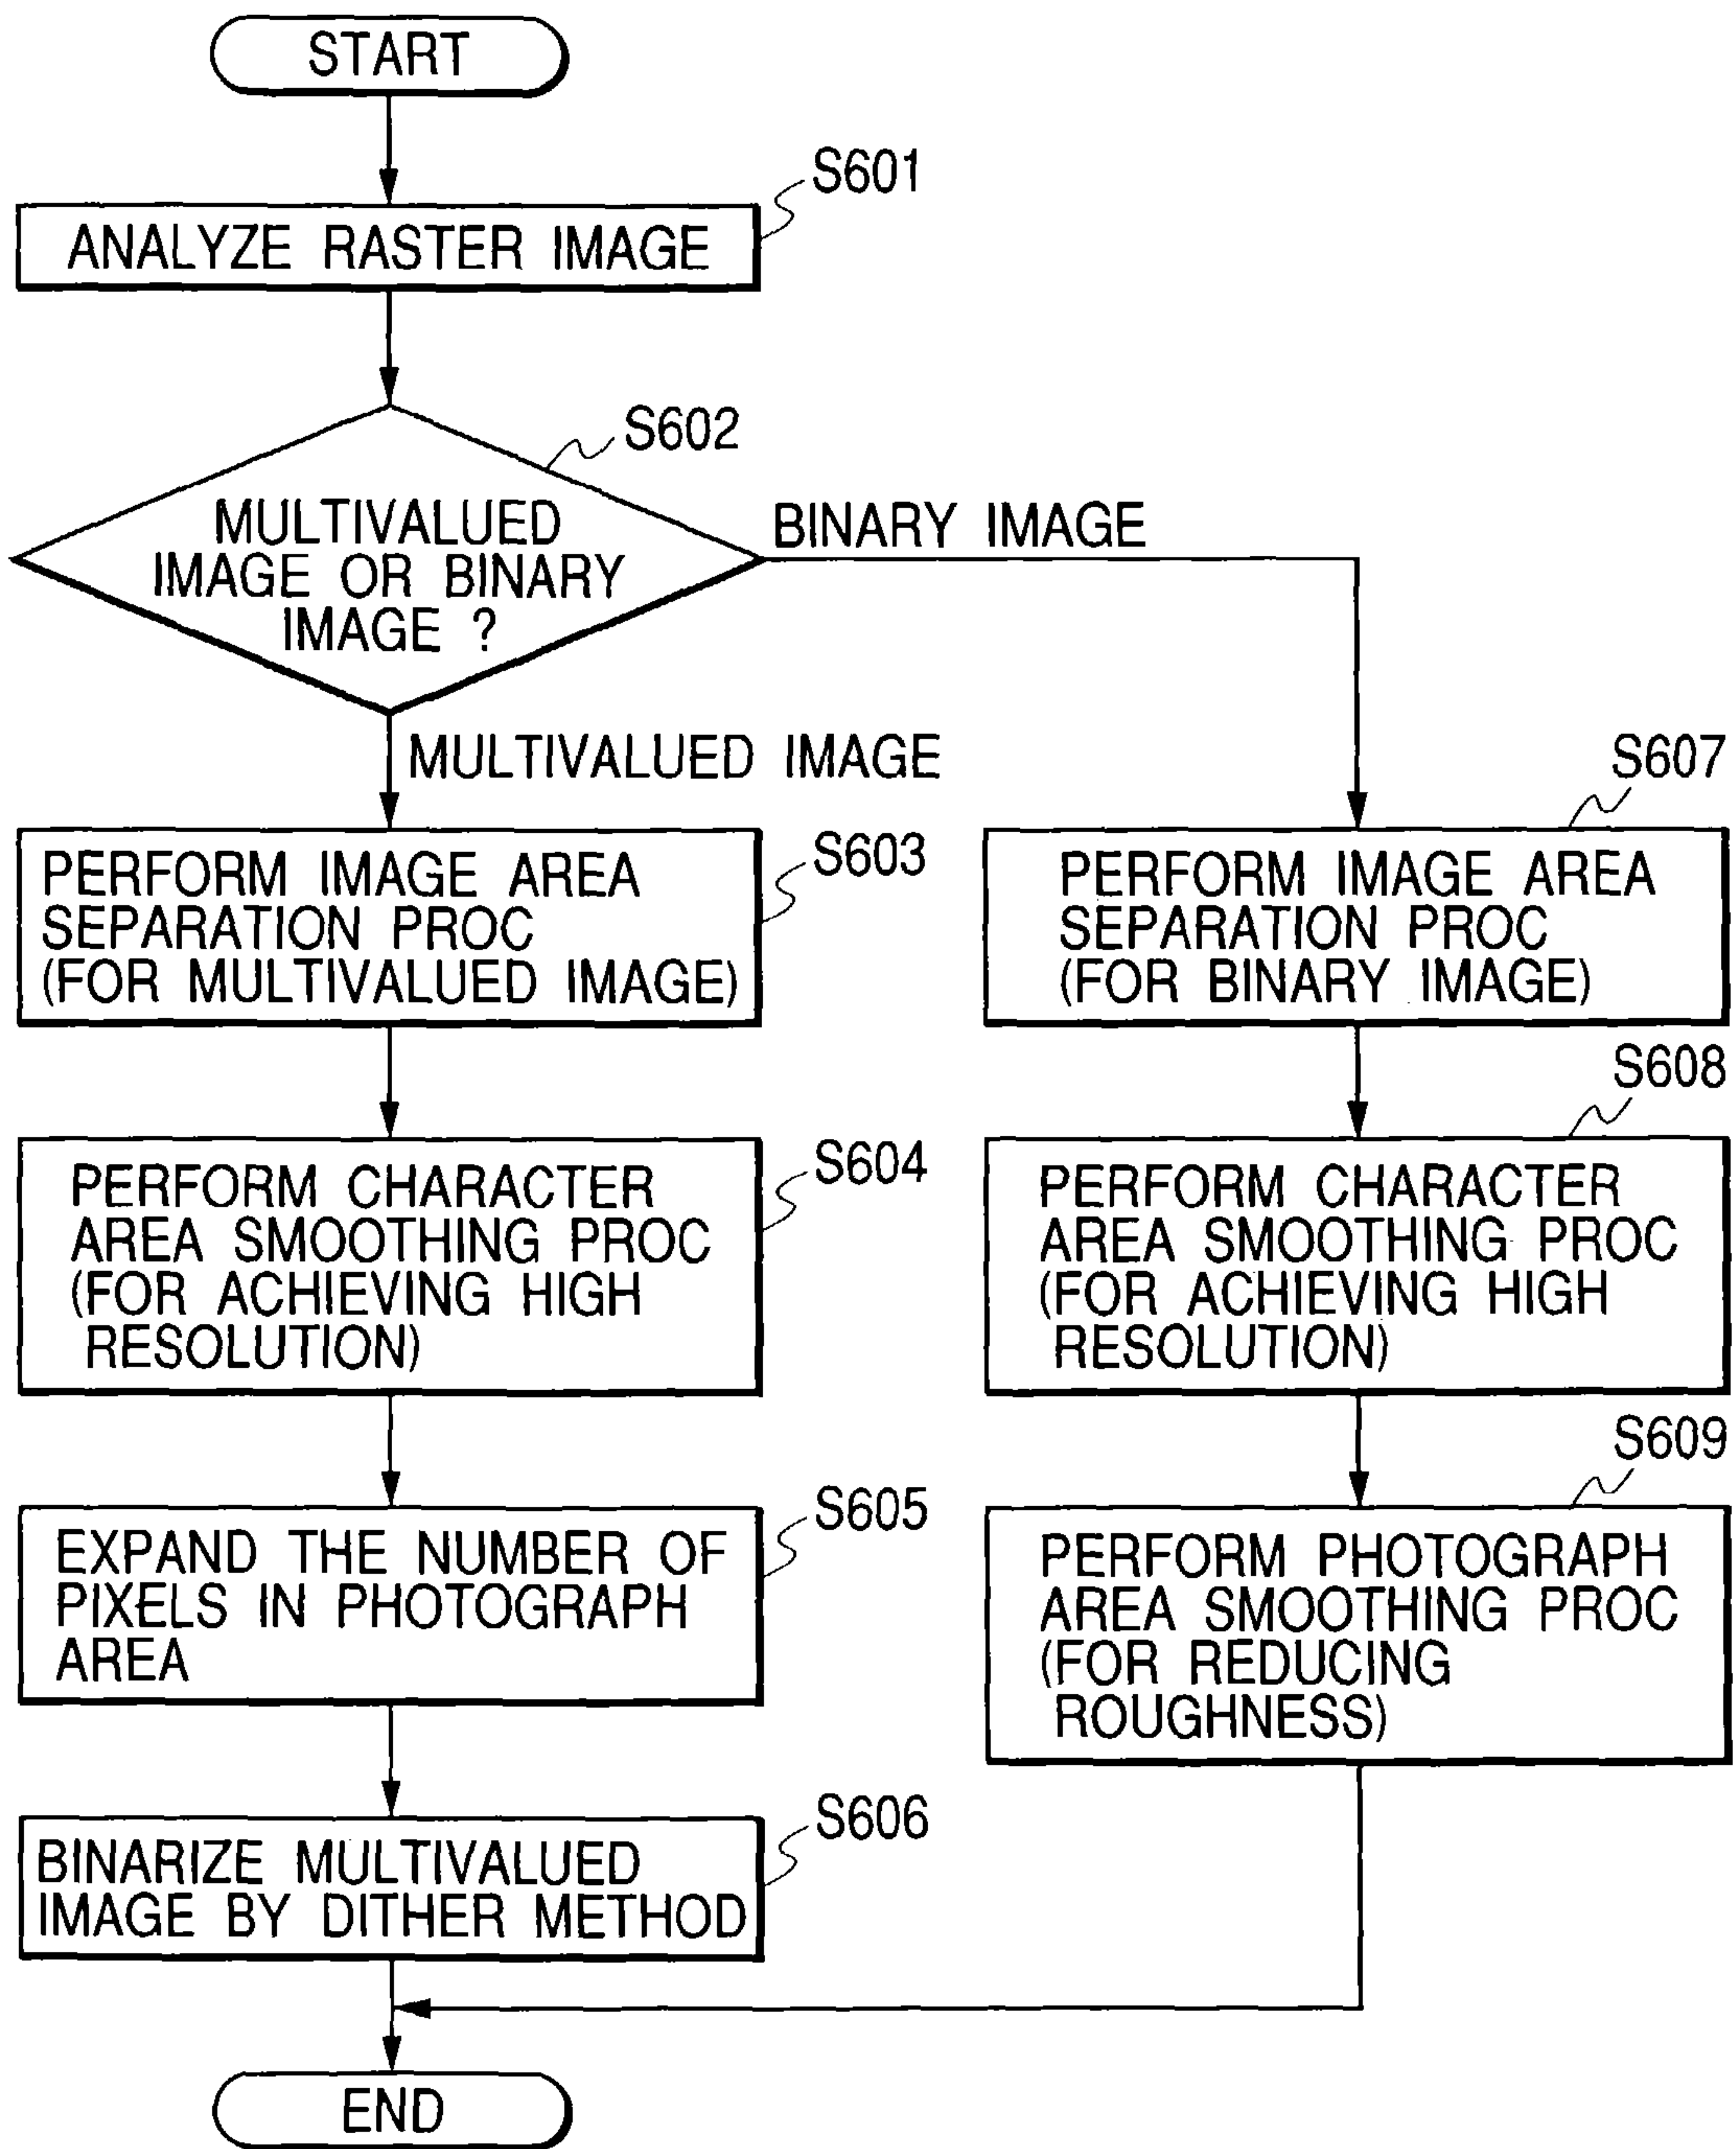 START
S601
ANALYZE RASTER IMAGE
S602
MULTIVALUED
IMAGE OR BINARY
IMAGE ?
BINARY IMAGE
MULTIVALUED IMAGE
S603
PERFORM IMAGE AREA
SEPARATION PROC
(FOR MULTIVALUED IMAGE)
S604
PERFORM CHARACTER
AREA SMOOTHING PROC
(FOR ACHIEVING HIGH
RESOLUTION)
S605
EXPAND THE NUMBER OF
PIXELS IN PHOTOGRAPH
AREA
S606
BINARIZE MULTIVALUED
IMAGE BY DITHER METHOD
S607
PERFORM IMAGE AREA
SEPARATION PROC
(FOR BINARY IMAGE)
S608
PERFORM CHARACTER
AREA SMOOTHING PROC
(FOR ACHIEVING HIGH
RESOLUTION)
S609
PERFORM PHOTOGRAPH
AREA SMOOTHING PROC
(FOR REDUCING
ROUGHNESS)
END